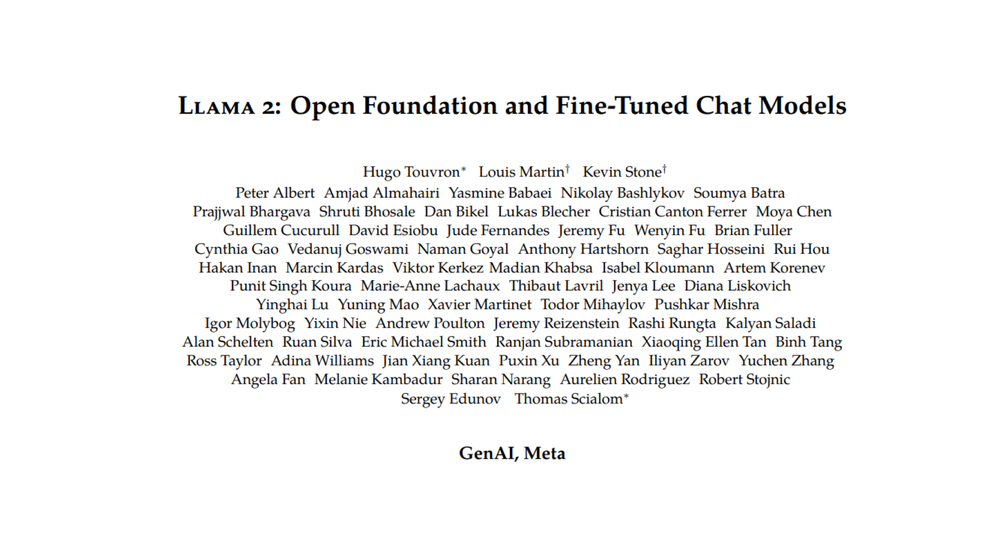 LLAMA 2: Open Foundation and Fine-Tuned Chat Models
Hugo Touvron* Louis Martin† Kevin Stone†
Peter Albert Amjad Almahairi Yasmine Babaei Nikolay Bashlykov Soumya Batra
Prajjwal Bhargava Shruti Bhosale Dan Bikel Lukas Blecher Cristian Canton Ferrer Moya Chen
Guillem Cucurull David Esiobu Jude Fernandes Jeremy Fu Wenyin Fu Brian Fuller
Cynthia Gao Vedanuj Goswami Naman Goyal Anthony Hartshorn Saghar Hosseini Rui Hou
Hakan Inan Marcin Kardas Viktor Kerkez Madian Khabsa Isabel Kloumann Artem Korenev
Punit Singh Koura Marie-Anne Lachaux Thibaut Lavril Jenya Lee Diana Liskovich
Yinghai Lu Yuning Mao Xavier Martinet Todor Mihaylov Pushkar Mishra
Igor Molybog Yixin Nie Andrew Poulton Jeremy Reizenstein Rashi Rungta Kalyan Saladi
Alan Schelten Ruan Silva Eric Michael Smith Ranjan Subramanian Xiaoqing Ellen Tan Binh Tang
Ross Taylor Adina Williams Jian Xiang Kuan Puxin Xu Zheng Yan Iliyan Zarov Yuchen Zhang
Angela Fan Melanie Kambadur Sharan Narang Aurelien Rodriguez Robert Stojnic
Sergey Edunov Thomas Scialom*
GenAI, Meta